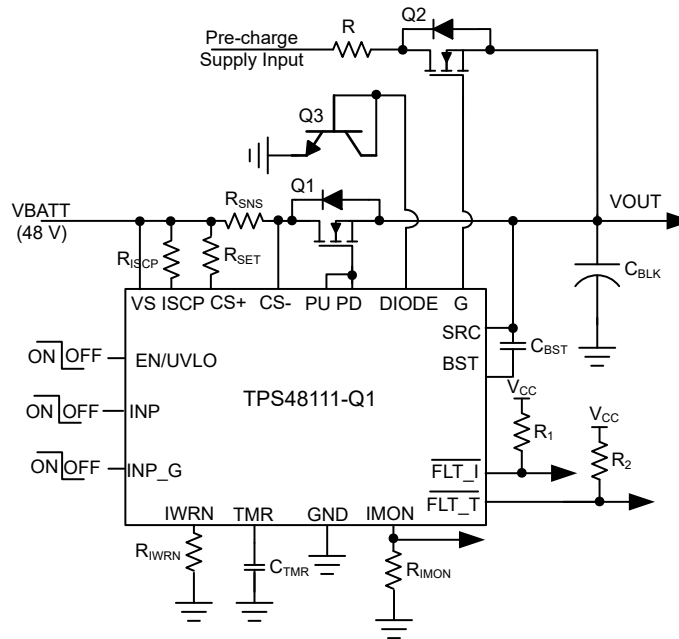 Q2
Pre-charge
Supply Input
R
Q3
Q1
RSNS
VBATT
(48 V)
VOUT
RISCP
RSET
CBLK
VS
ISCP
CS+
CS-
PU
PD
DIODE
G
SRC
CBST
BST
ON
OFF
EN/UVLO
TPS48111-Q1
VCC
VCC
ON
OFF
INP
R1
R2
ON
OFF
INP_G
FLT_I
FLT_T
IWRN
TMR
GND
IMON
RIWRN
CTMR
RIMON